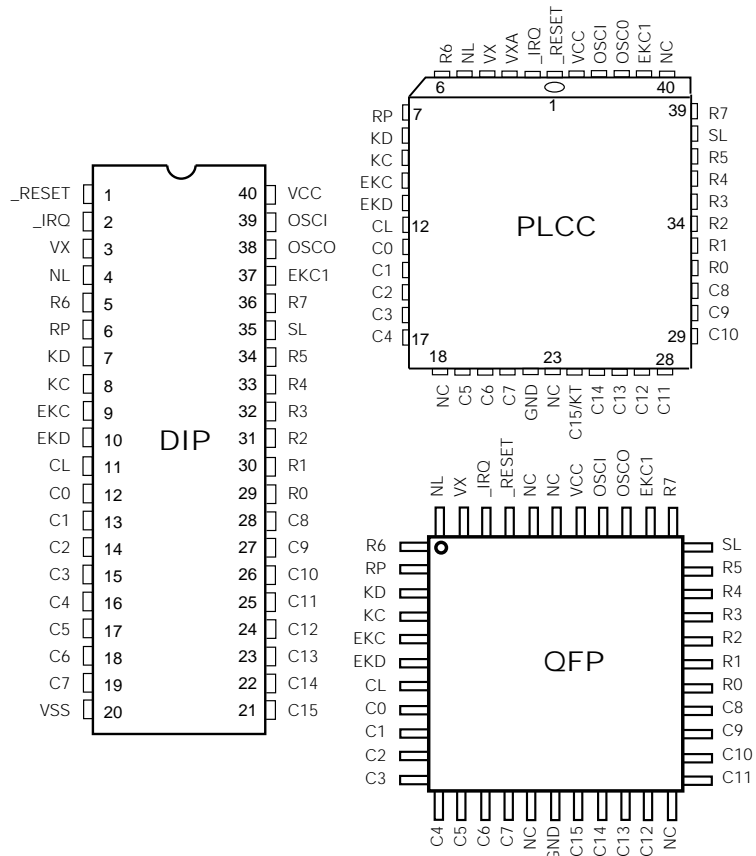 _RESET 1 40 VCC
_IRQ 2 39 OSCI
VX 3 38 OSCO
NL 4 37 EKC1
R6 5 36 R7
RP 6 35 SL
KD 7 34 R5
KC 8 33 R4
EKC 9 32 R3
EKD 10 31 R2
CL 11 30 R1
C0 12 29 R0
C1 13 28 C8
C2 14 27 C9
C3 15 26 C10
C4 16 25 C11
C5 17 24 C12
C6 18 23 C13
C7 19 22 C14
VSS 20 21 C15
DIP
R6
NL
VX
VXA
_IRQ
_RESET
VCC
OSCI
OSC0
EKC1
NC
6 1 40
RP 7 39 R7
KD SL
KC R5
EKC R4
EKD R3
CL 12 34 R2
C0 R1
C1 R0
C2 C8
C3 C9
C4 17 29 C10
PLCC
18 23 28
NC
C5
C6
C7
GND
NC
C15/KT
C14
C13
C12
C11
NL
VX
_IRQ
_RESET
NC
NC
VCC
OSCI
OSCO
EKC1
R7
R6 SL
RP R5
KD R4
KC R3
EKC R2
EKD R1
CL R0
C0 C8
C1 C9
C2 C10
C3 C11
QFP
C4
C5
C6
C7
NC
GND
C15
C14
C13
C12
NC